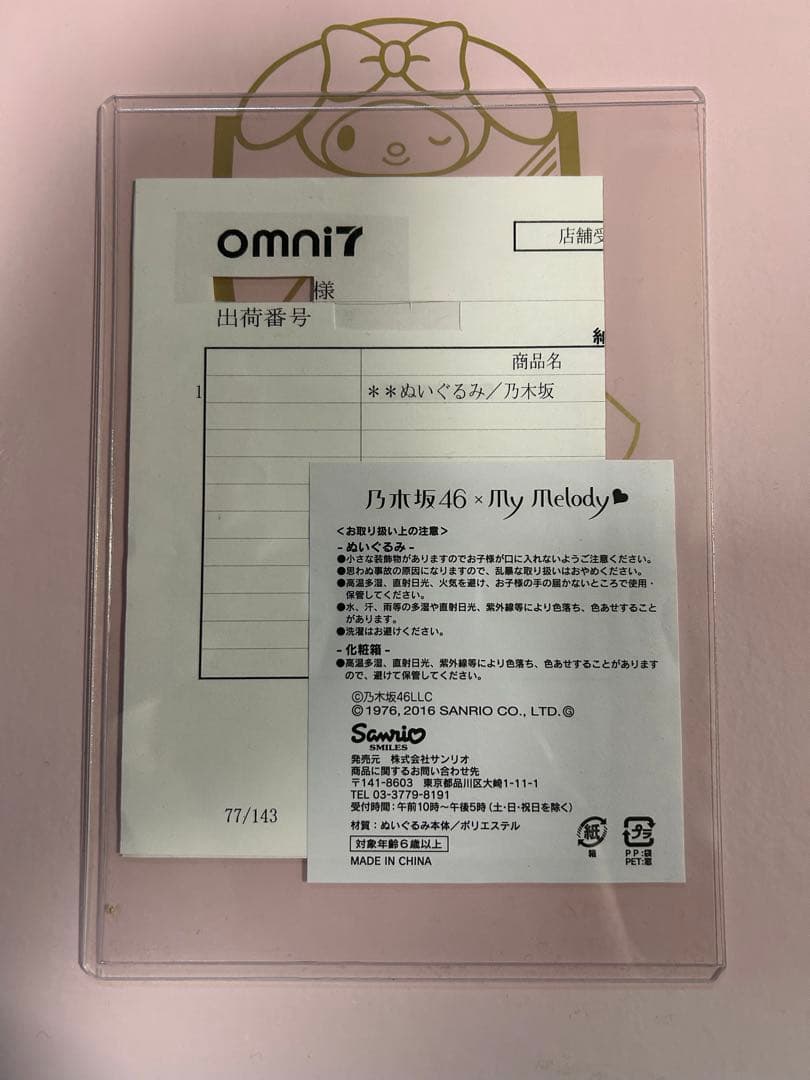 omni7
店舗受
様
出荷番号
商品名
1
＊＊ぬいぐるみ／乃木坂
77/143
乃木坂46 × My Melody♥
＜お取り扱い上の注意＞
- ぬいぐるみ -
●小さな装飾物がありますのでお子様が口に入れないようご注意ください。
●思わぬ事故の原因になりますので、乱暴な取り扱いはおやめください。
●高温多湿、直射日光、火気を避け、お子様の手の届かないところで使用・
保管してください。
●水、汗、雨等の多湿や直射日光、紫外線等により色落ち、色あせすること
があります。
●洗濯はお避けください。
- 化粧箱 -
●高温多湿、直射日光、紫外線等により色落ち、色あせすることがあります
ので、避けて保管してください。
©乃木坂46LLC
©1976, 2016 SANRIO CO., LTD.Ⓖ
Sanrio
SMILES
発売元　株式会社サンリオ
商品に関するお問い合わせ先
〒141-8603　東京都品川区大崎1-11-1
TEL 03-3779-8191
受付時間：午前10時～午後5時（土・日・祝日を除く）
材質：ぬいぐるみ本体／ポリエステル
対象年齢6歳以上
MADE IN CHINA
紙
箱
プラ
PP:袋
PET:窓